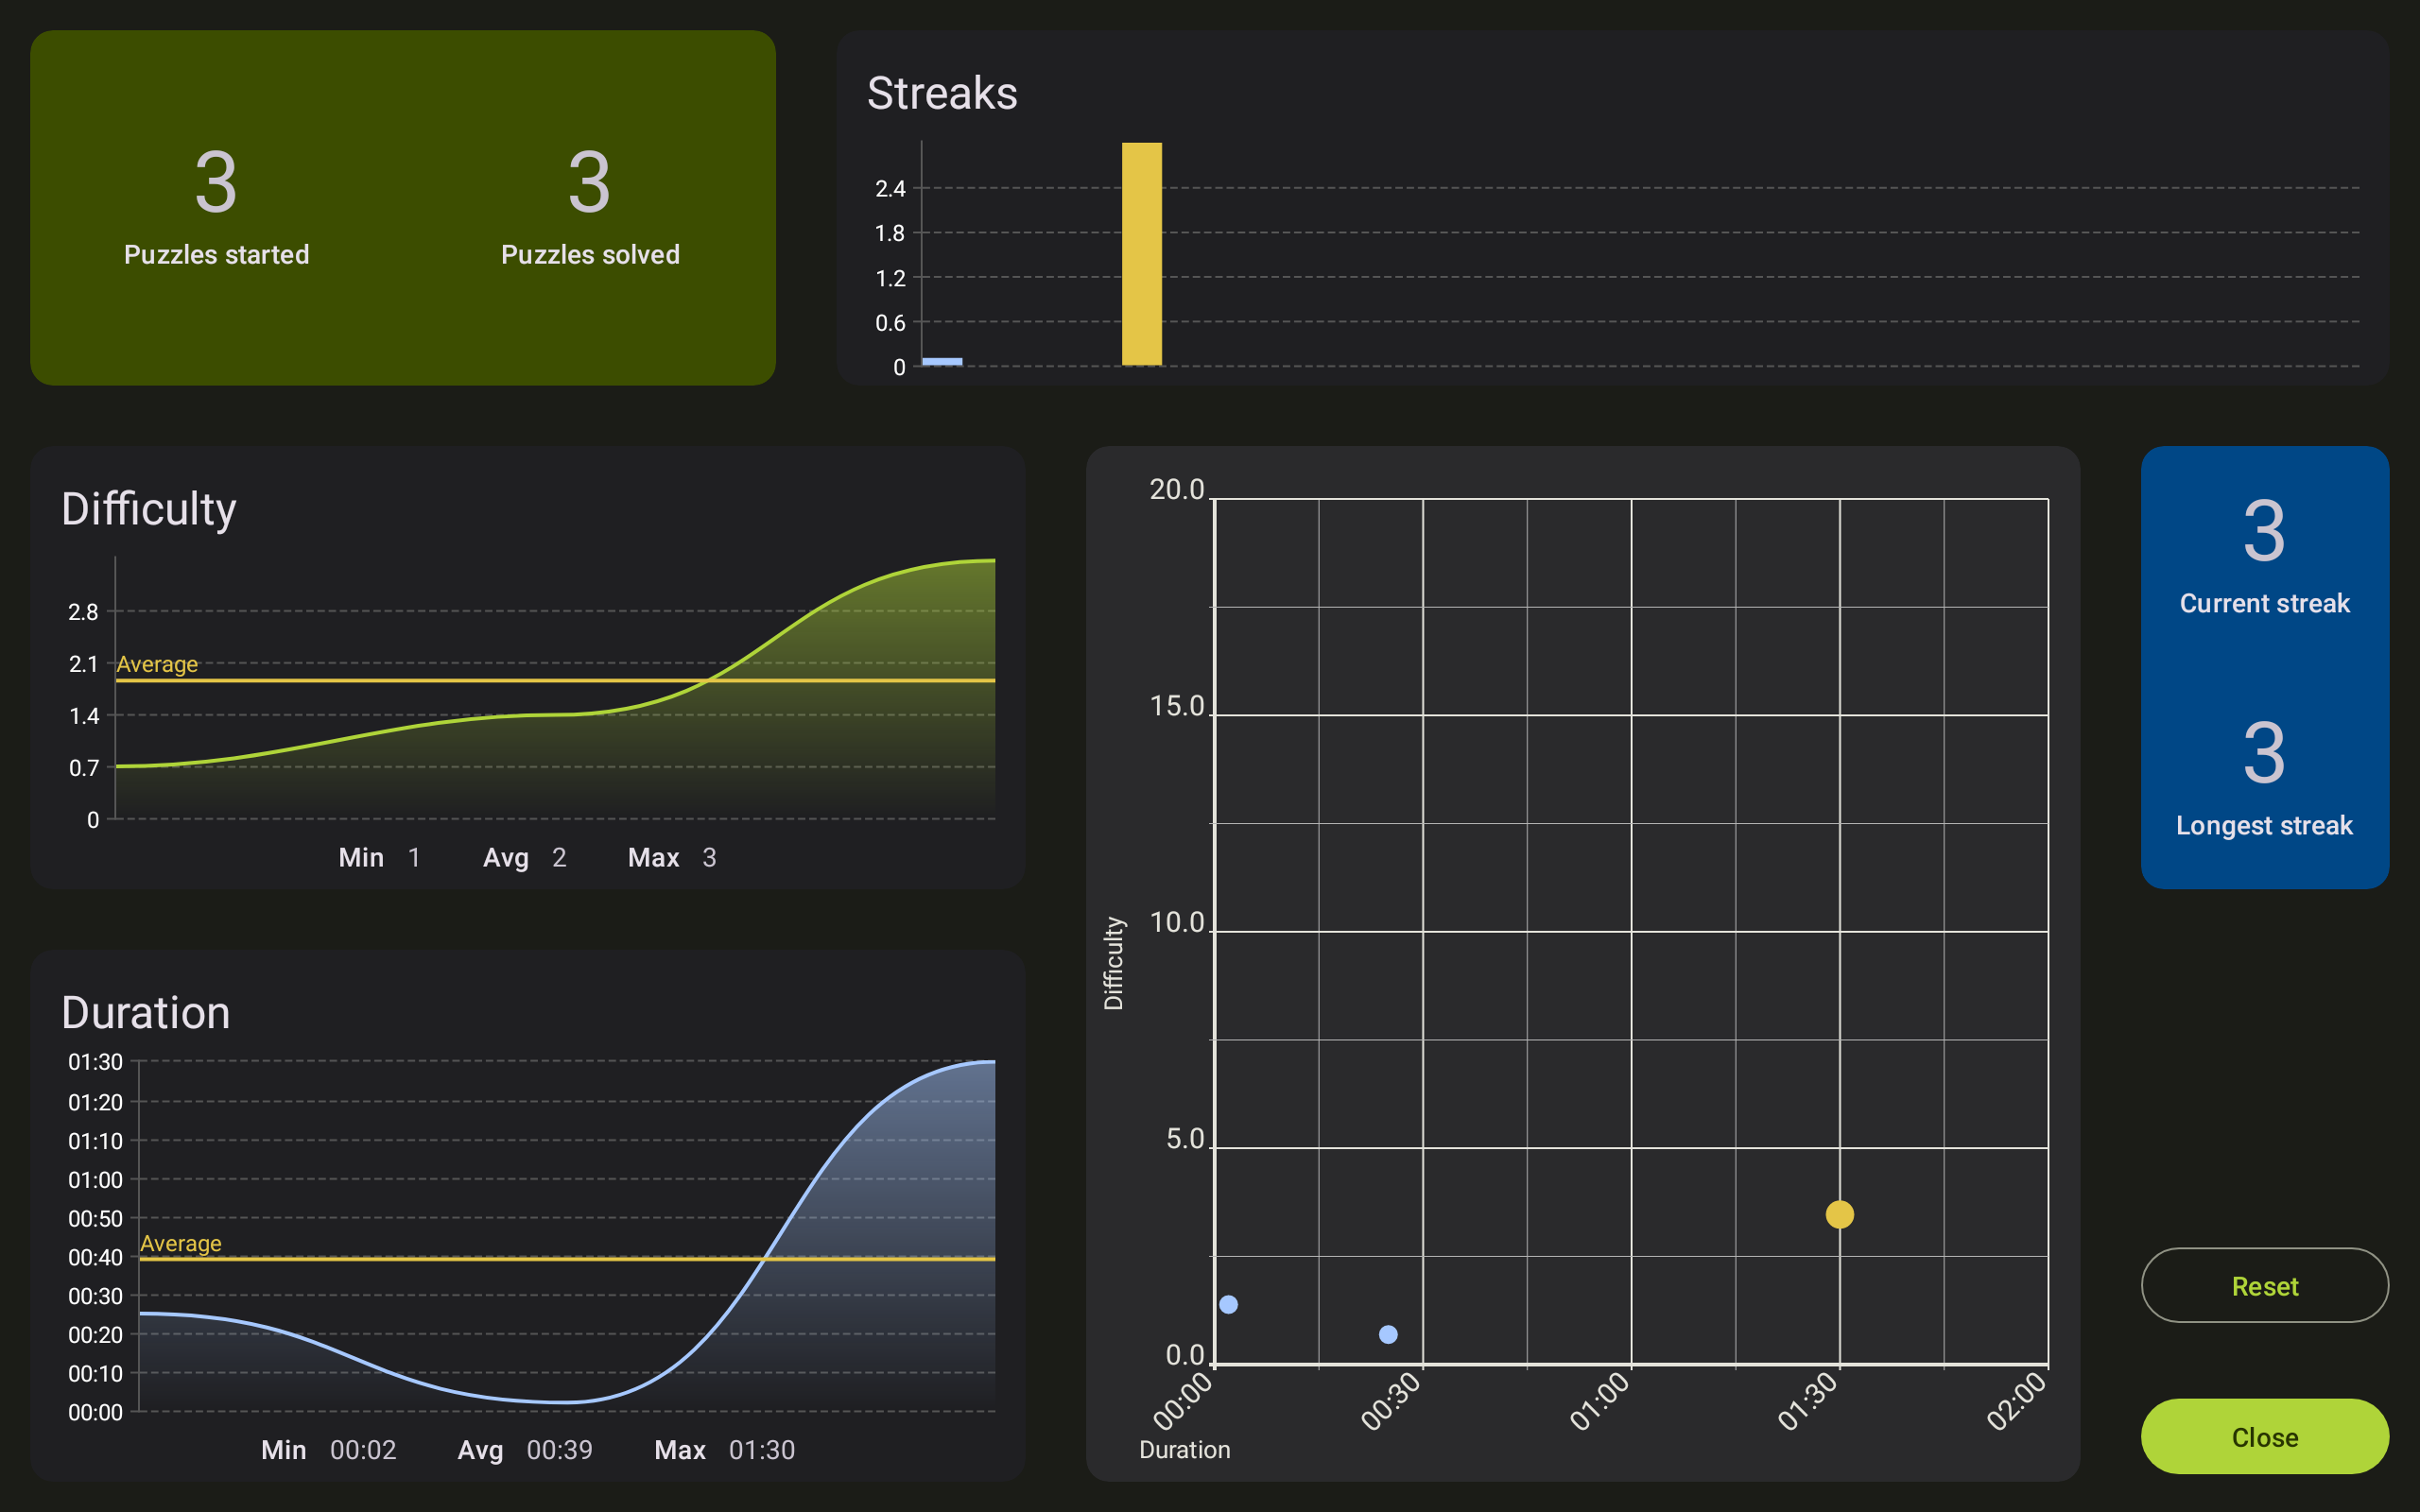 3
Puzzles started
3
Puzzles solved
Streaks
2.4
1.8
1.2
0.6
0
Difficulty
2.8
2.1
Average
1.4
0.7
0
Min 1 Avg 2 Max 3
Duration
01:30
01:20
01:10
01:00
00:50
Average
00:40
00:30
00:20
00:10
00:00
Min 00:02 Avg 00:39 Max 01:30
20.0
15.0
10.0
5.0
0.0
Difficulty
00:00 00:30 01:00 01:30 02:00
Duration
3
Current streak
3
Longest streak
Reset
Close